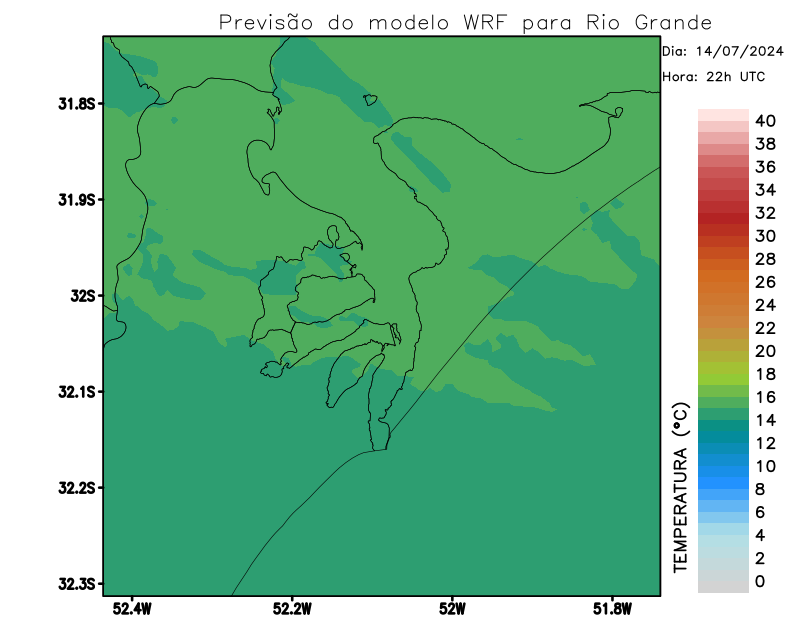 Previsão do modelo WRF para Rio Grande
Dia: 14/07/2024
Hora: 22h UTC
31.8S
31.9S
32S
32.1S
32.2S
32.3S
52.4W
52.2W
52W
51.8W
TEMPERATURA (°C)
40
38
36
34
32
30
28
26
24
22
20
18
16
14
12
10
8
6
4
2
0